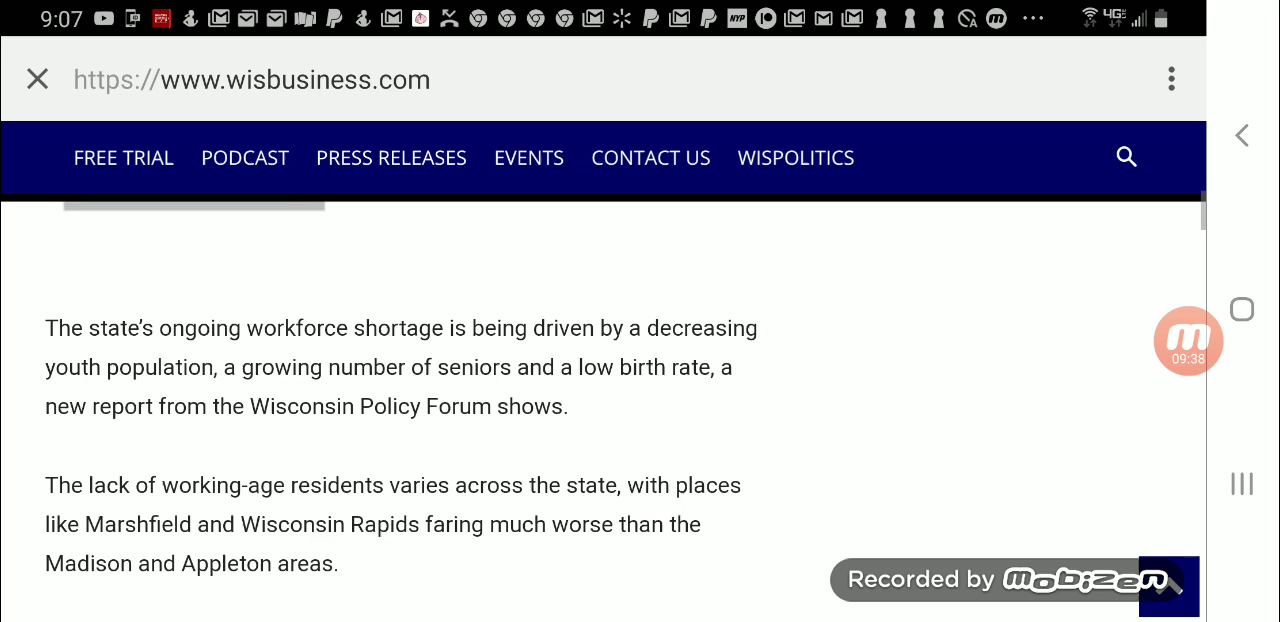 9:07 NYP 4G
https://www.wisbusiness.com
FREE TRIAL PODCAST PRESS RELEASES EVENTS CONTACT US WISPOLITICS
The state’s ongoing workforce shortage is being driven by a decreasing
youth population, a growing number of seniors and a low birth rate, a
new report from the Wisconsin Policy Forum shows.
09:38
The lack of working-age residents varies across the state, with places
like Marshfield and Wisconsin Rapids faring much worse than the
Madison and Appleton areas.
Recorded by mobizen